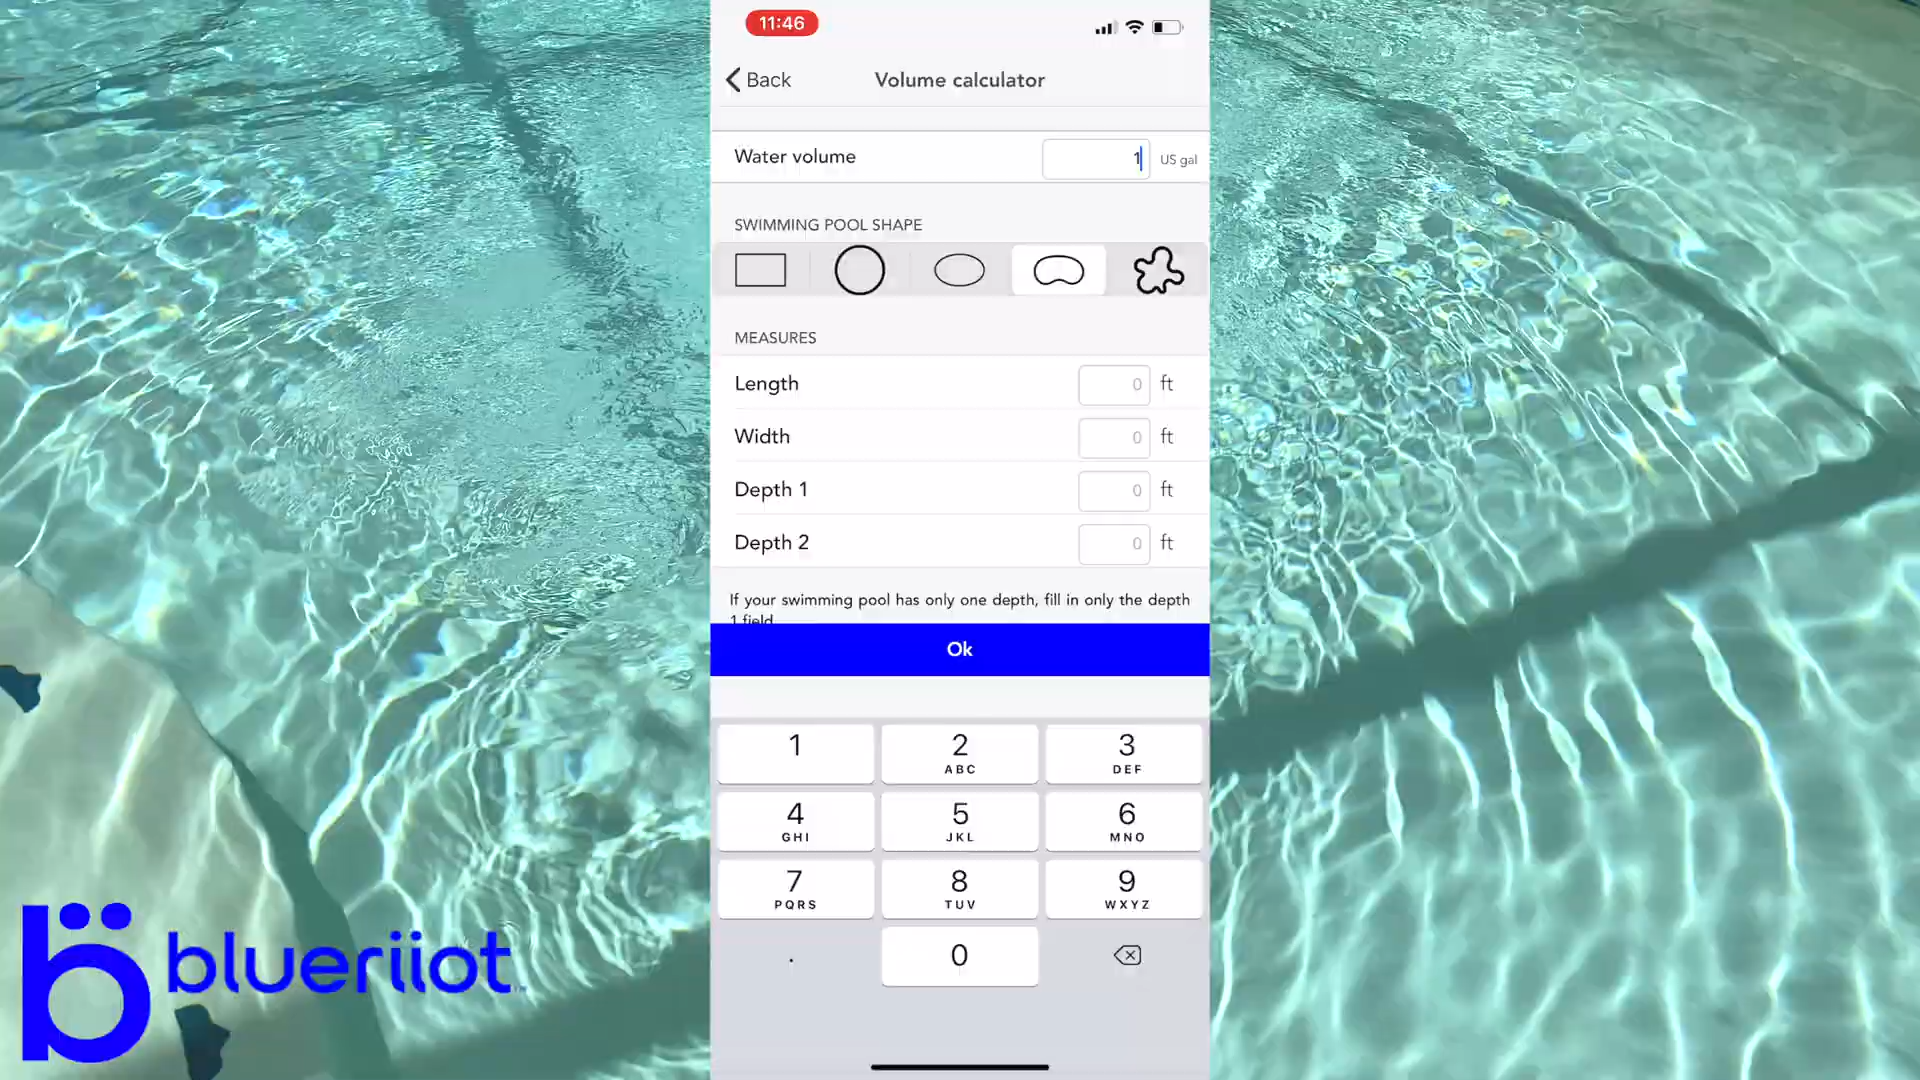 11:46
Back
Volume calculator
Water volume
1
US gal
SWIMMING POOL SHAPE
MEASURES
Length
0 ft
Width
0 ft
Depth 1
0 ft
Depth 2
0 ft
If your swimming pool has only one depth, fill in only the depth
1 field
Ok
1
2
ABC
3
DEF
4
GHI
5
JKL
6
MNO
7
PQRS
8
TUV
9
WXYZ
.
0
blueriiot